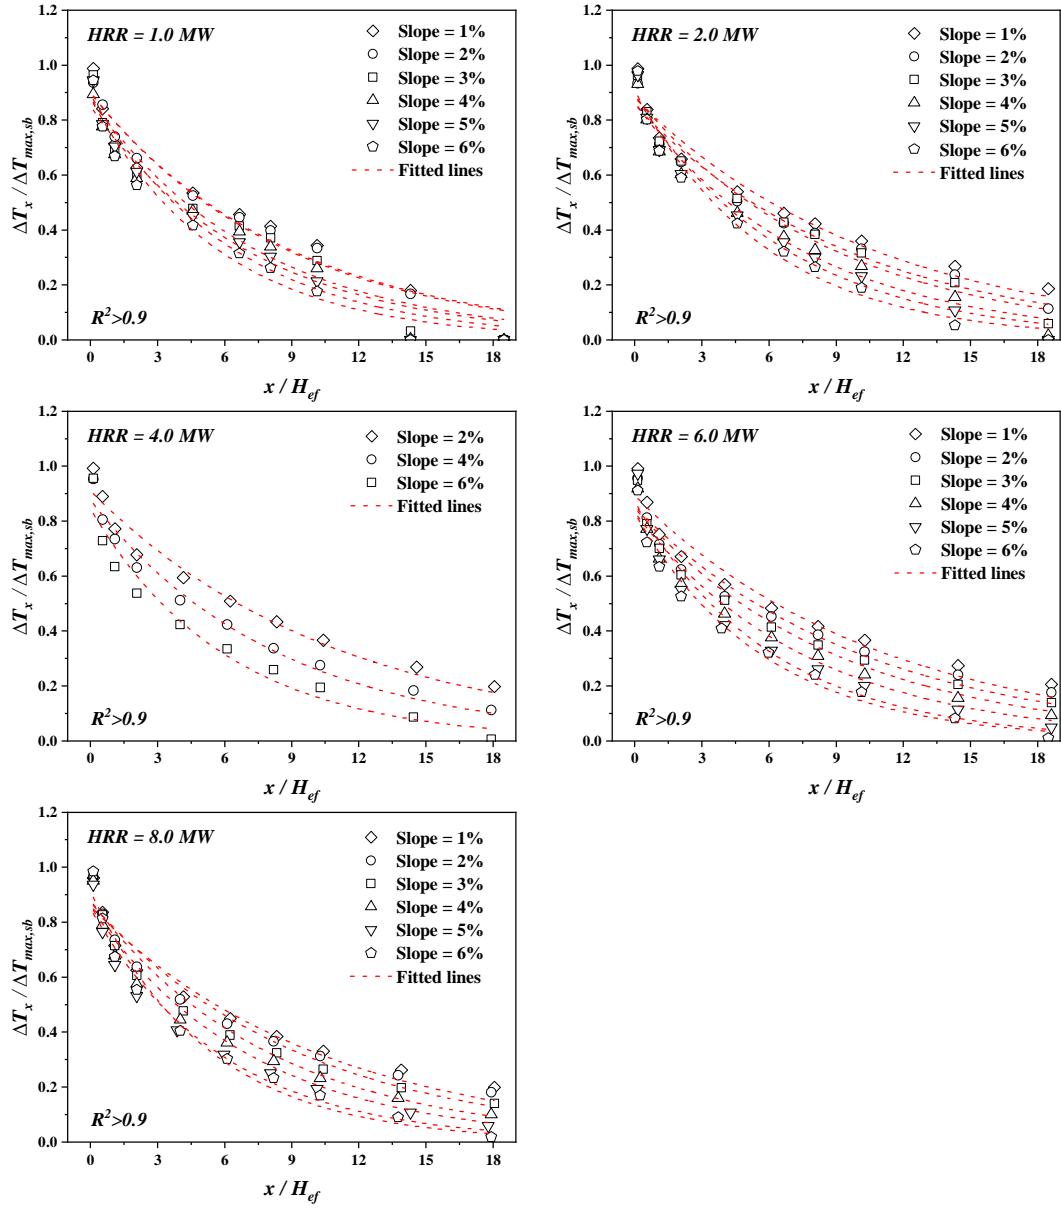 HRR = 1.0 MW
Slope = 1%
Slope = 2%
Slope = 3%
Slope = 4%
Slope = 5%
Slope = 6%
Fitted lines
R²>0.9
1.2
1.0
0.8
0.6
0.4
0.2
0.0
0 3 6 9 12 15 18
ΔT_x / ΔT_max,sb
x / H_ef
HRR = 2.0 MW
Slope = 1%
Slope = 2%
Slope = 3%
Slope = 4%
Slope = 5%
Slope = 6%
Fitted lines
R²>0.9
1.2
1.0
0.8
0.6
0.4
0.2
0.0
0 3 6 9 12 15 18
ΔT_x / ΔT_max,sb
x / H_ef
HRR = 4.0 MW
Slope = 2%
Slope = 4%
Slope = 6%
Fitted lines
R²>0.9
1.2
1.0
0.8
0.6
0.4
0.2
0.0
0 3 6 9 12 15 18
ΔT_x / ΔT_max,sb
x / H_ef
HRR = 6.0 MW
Slope = 1%
Slope = 2%
Slope = 3%
Slope = 4%
Slope = 5%
Slope = 6%
Fitted lines
R²>0.9
1.2
1.0
0.8
0.6
0.4
0.2
0.0
0 3 6 9 12 15 18
ΔT_x / ΔT_max,sb
x / H_ef
HRR = 8.0 MW
Slope = 1%
Slope = 2%
Slope = 3%
Slope = 4%
Slope = 5%
Slope = 6%
Fitted lines
R²>0.9
1.2
1.0
0.8
0.6
0.4
0.2
0.0
0 3 6 9 12 15 18
ΔT_x / ΔT_max,sb
x / H_ef